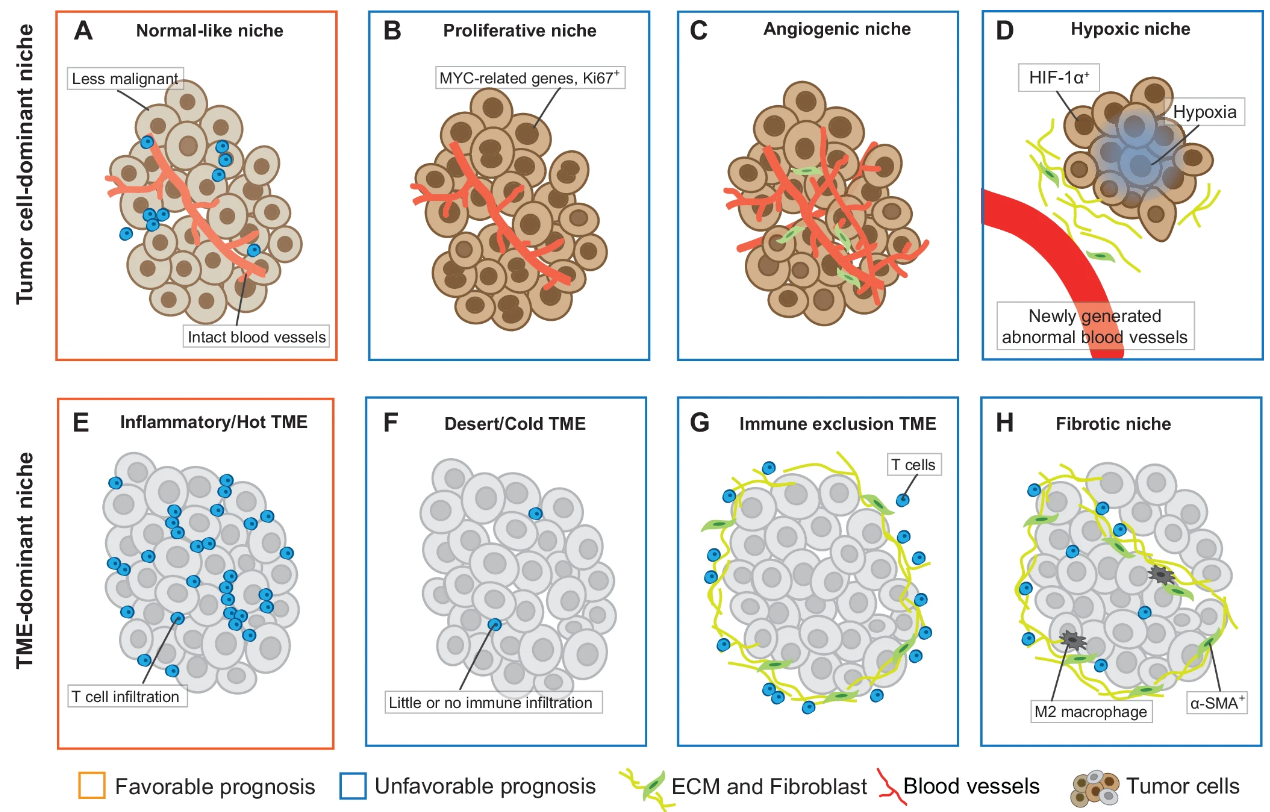 Tumor cell-dominant niche
A Normal-like niche
Less malignant
Intact blood vessels
B Proliferative niche
MYC-related genes, Ki67⁺
C Angiogenic niche
D Hypoxic niche
HIF-1α⁺
Hypoxia
Newly generated
abnormal blood vessels
TME-dominant niche
E Inflammatory/Hot TME
T cell infiltration
F Desert/Cold TME
Little or no immune infiltration
G Immune exclusion TME
T cells
H Fibrotic niche
M2 macrophage
α-SMA⁺
Favorable prognosis
Unfavorable prognosis
ECM and Fibroblast
Blood vessels
Tumor cells